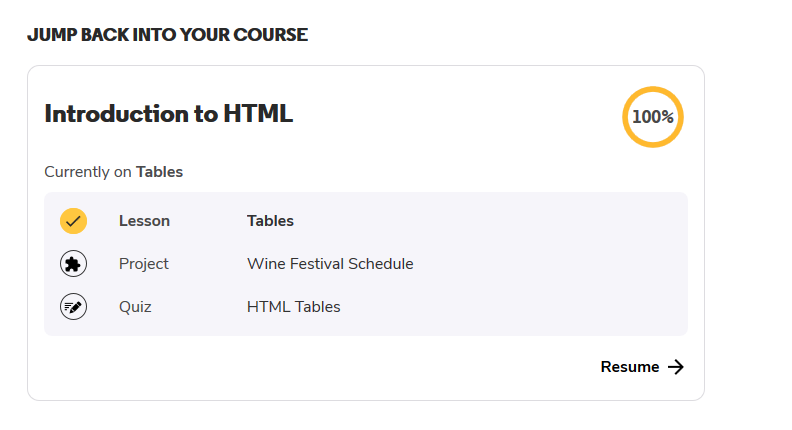 JUMP BACK INTO YOUR COURSE
Introduction to HTML
100%
Currently on Tables
Lesson Tables
Project Wine Festival Schedule
Quiz HTML Tables
Resume →